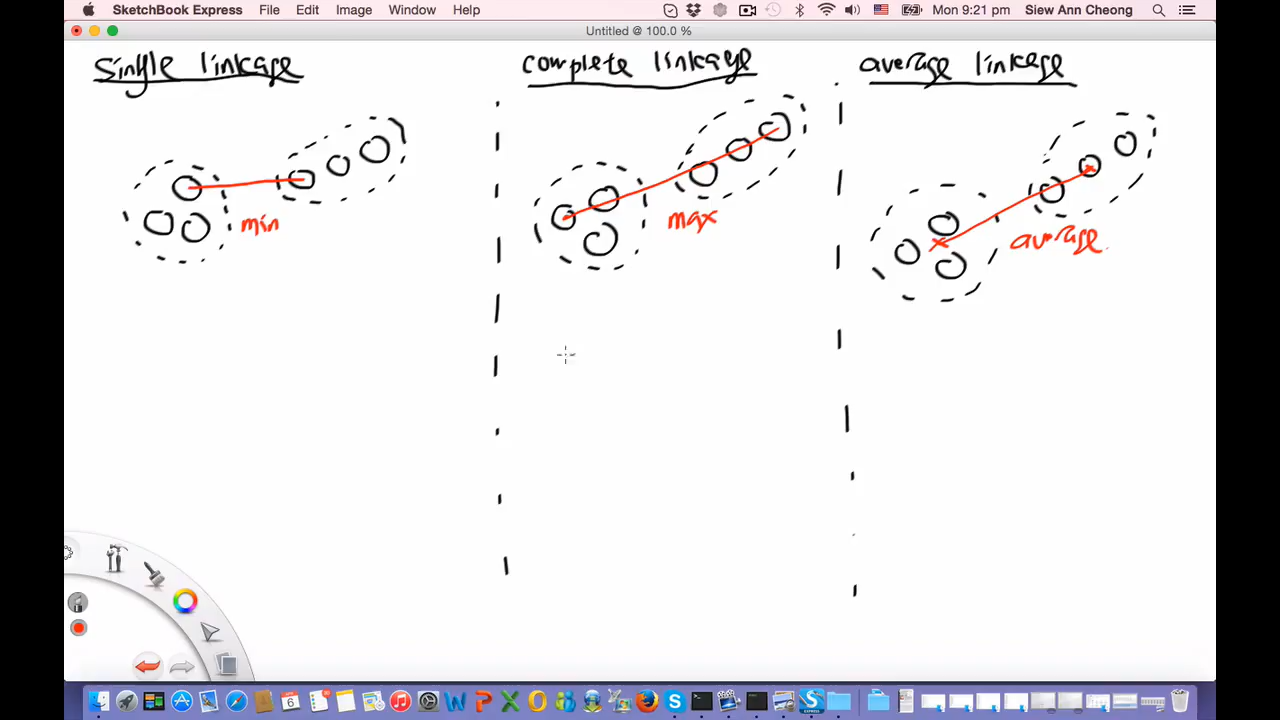 SketchBook Express File Edit Image Window Help Mon 9:21 pm Siew Ann Cheong
Untitled @ 100.0 %
single linkage
complete linkage
average linkage
min
max
average.